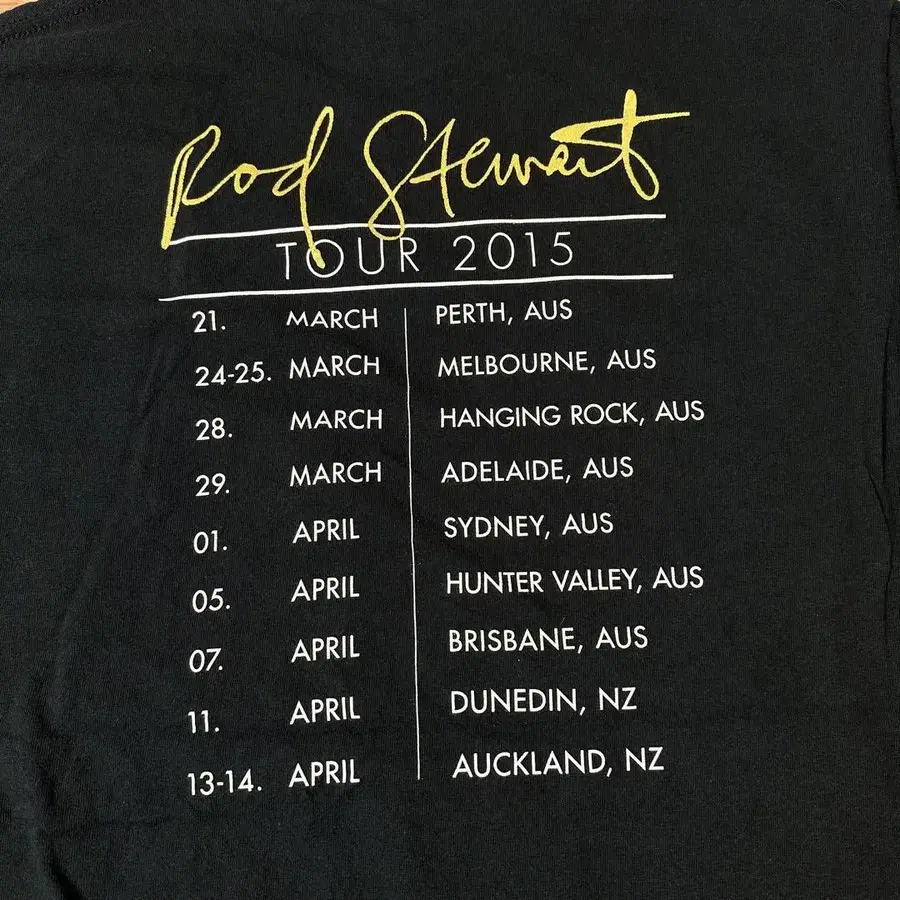 Rod Stewart
TOUR 2015
21. MARCH PERTH, AUS
24-25. MARCH MELBOURNE, AUS
28. MARCH HANGING ROCK, AUS
29. MARCH ADELAIDE, AUS
01. APRIL SYDNEY, AUS
05. APRIL HUNTER VALLEY, AUS
07. APRIL BRISBANE, AUS
11. APRIL DUNEDIN, NZ
13-14. APRIL AUCKLAND, NZ